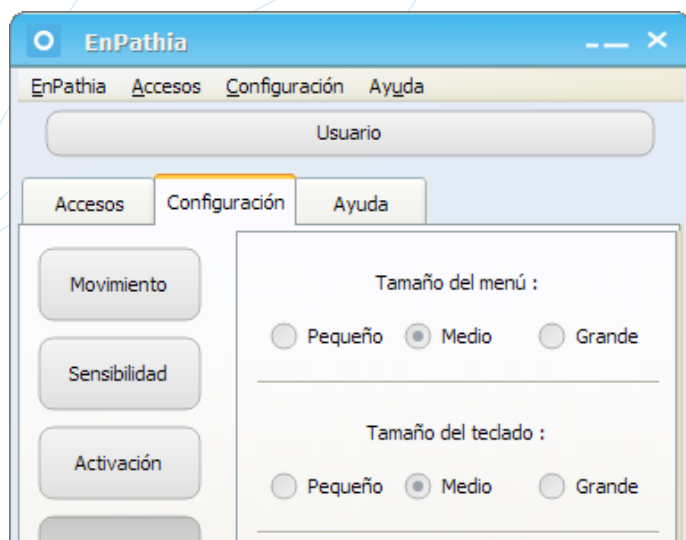 EnPathia
EnPathia Accesos Configuración Ayuda
Usuario
Accesos Configuración Ayuda
Movimiento
Sensibilidad
Activación
Tamaño del menú :
Pequeño Medio Grande
Tamaño del teclado :
Pequeño Medio Grande